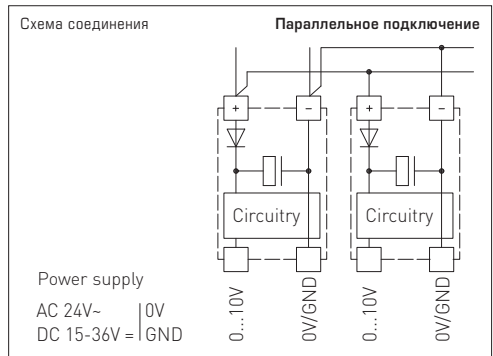 Схема соединения
Параллельное подключение
+ − + −
Circuitry Circuitry
Power supply
AC 24V~ 0V
DC 15-36V = GND
0...10V
0V/GND
0...10V
0V/GND